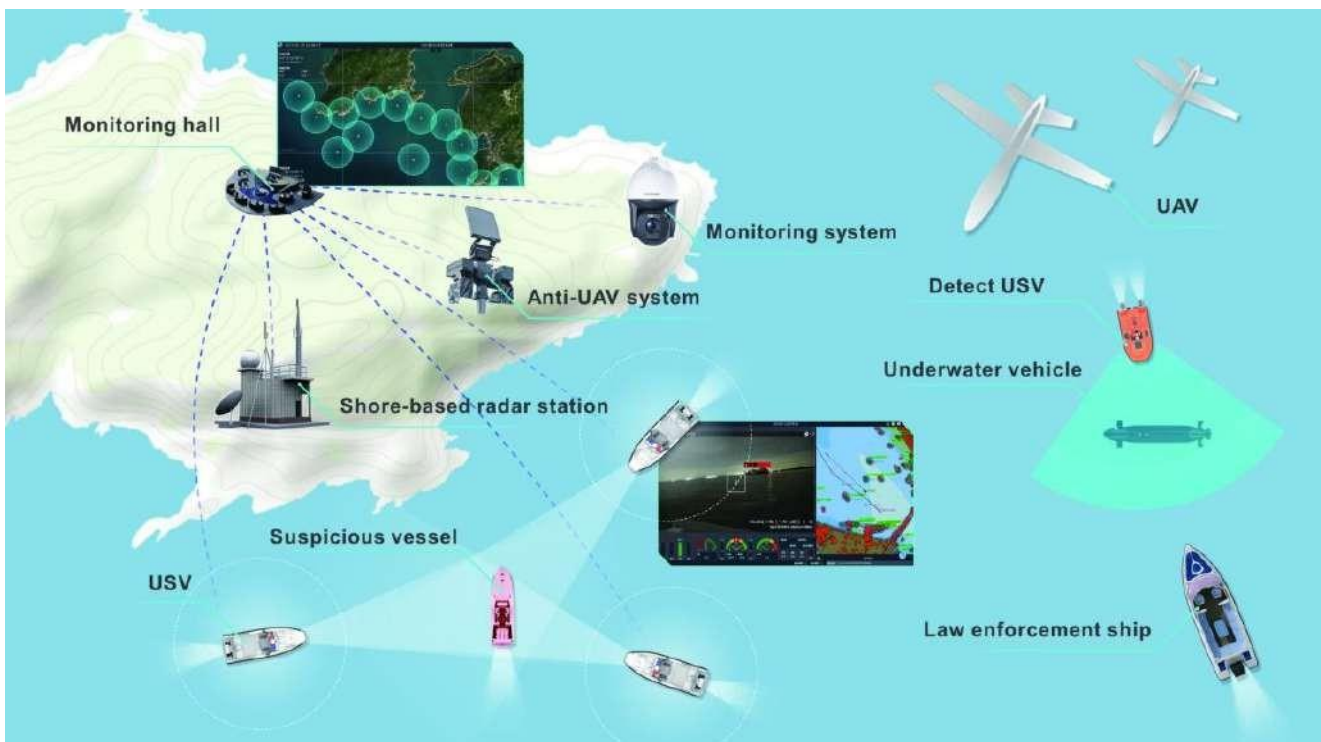 Monitoring hall
UAV
Monitoring system
Detect USV
Anti-UAV system
Underwater vehicle
Shore-based radar station
Suspicious vessel
USV
Law enforcement ship